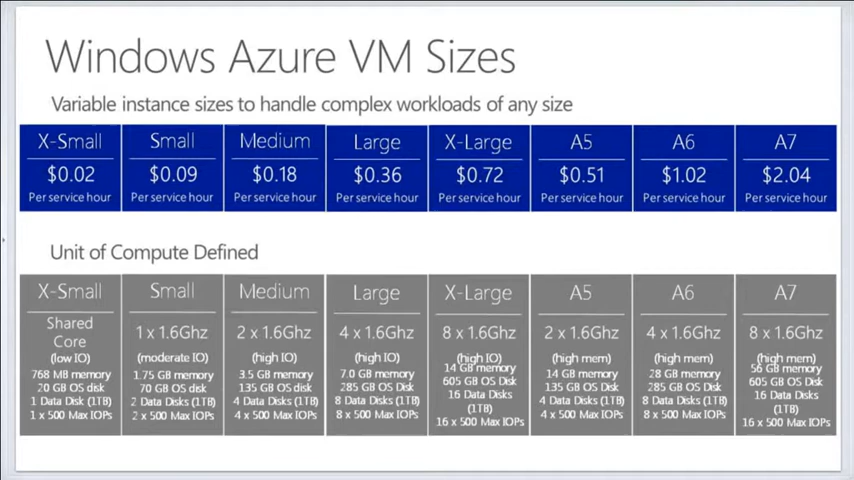 Windows Azure VM Sizes
Variable instance sizes to handle complex workloads of any size
X-Small
$0.02
Per service hour
Small
$0.09
Per service hour
Medium
$0.18
Per service hour
Large
$0.36
Per service hour
X-Large
$0.72
Per service hour
A5
$0.51
Per service hour
A6
$1.02
Per service hour
A7
$2.04
Per service hour
Unit of Compute Defined
X-Small
Shared
Core
(low IO)
768 MB memory
20 GB OS disk
1 Data Disk (1TB)
1 x 500 Max IOPs
Small
1 x 1.6Ghz
(moderate IO)
1.75 GB memory
70 GB OS disk
2 Data Disks (1TB)
2 x 500 Max IOPs
Medium
2 x 1.6Ghz
(high IO)
3.5 GB memory
135 GB OS disk
4 Data Disks (1TB)
4 x 500 Max IOPs
Large
4 x 1.6Ghz
(high IO)
7.0 GB memory
285 GB OS Disk
8 Data Disks (1TB)
8 x 500 Max IOPs
X-Large
8 x 1.6Ghz
(high IO)
14 GB memory
605 GB OS Disk
16 Data Disks
(1TB)
16 x 500 Max IOPs
A5
2 x 1.6Ghz
(high mem)
14 GB memory
135 GB OS Disk
4 Data Disks (1TB)
4 x 500 Max IOPs
A6
4 x 1.6Ghz
(high mem)
28 GB memory
285 GB OS Disk
8 Data Disks (1TB)
8 x 500 Max IOPs
A7
8 x 1.6Ghz
(high mem)
56 GB memory
605 GB OS Disk
16 Data Disks
(1TB)
16 x 500 Max IOPs